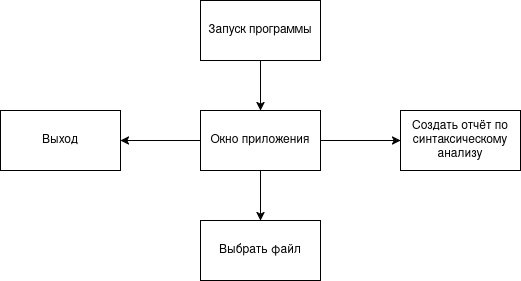 Запуск программы
Выход
Окно приложения
Создать отчёт по
синтаксическому
анализу
Выбрать файл